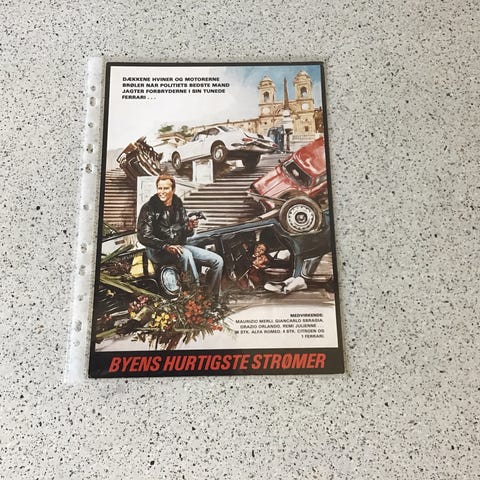 DÆKKENE HVINER OG MOTORERNE
BRØLER NÅR POLITIETS BEDSTE MAND
JAGTER FORBRYDERNE I SIN TUNEDE
FERRARI . . .
MEDVIRKENDE:
MAURIZIO MERLI, GIANCARLO SBRAGIA,
ORAZIO ORLANDO, REMI JULIENNE . .
STK. ALFA ROMEO, 4 STK. CITROEN OG
1 FERRARI.
BYENS HURTIGSTE STRØMER